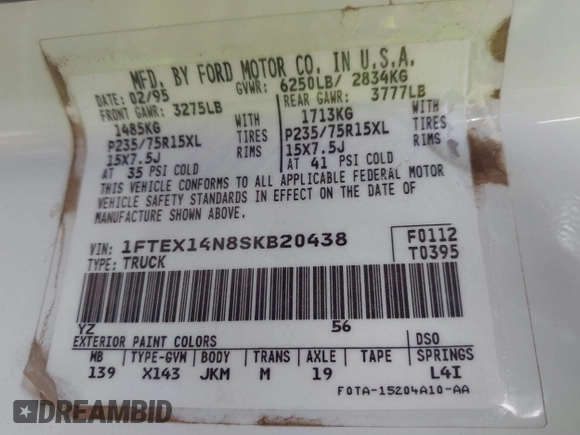 MFD. BY FORD MOTOR CO. IN U.S.A.
DATE: 02/95 GVWR: 6250LB/ 2834KG
FRONT GAWR: 3275LB REAR GAWR: 3777LB
1485KG WITH 1713KG WITH
P235/75R15XL TIRES P235/75R15XL TIRES
15X7.5J RIMS 15X7.5J RIMS
AT 35 PSI COLD AT 41 PSI COLD
THIS VEHICLE CONFORMS TO ALL APPLICABLE FEDERAL MOTOR
VEHICLE SAFETY STANDARDS IN EFFECT ON THE DATE OF
MANUFACTURE SHOWN ABOVE.
VIN: 1FTEX14N8SKB20438 F0112
TYPE: TRUCK T0395
YZ 56
EXTERIOR PAINT COLORS DSO
WB TYPE-GVM BODY TRANS AXLE TAPE SPRINGS
139 X143 JKM M 19 L4I
F0TA-15204A10-AA
DREAMBID